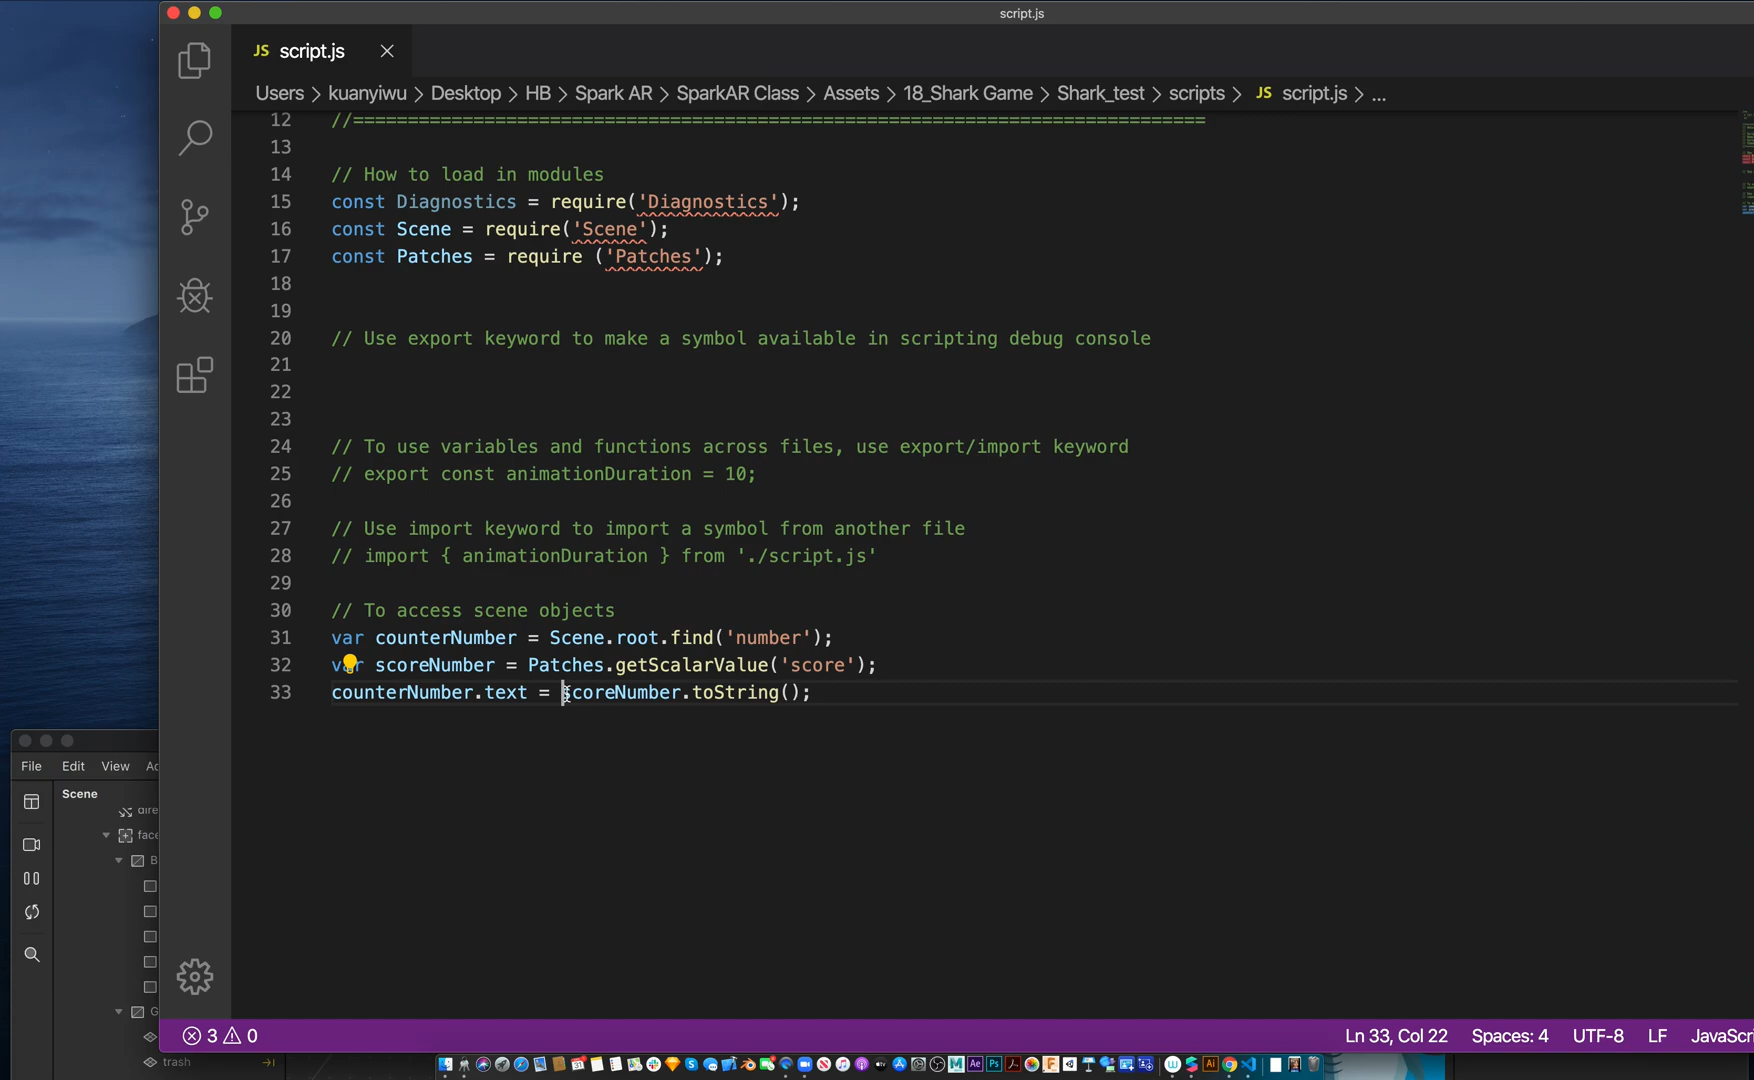 script.js
JS script.js
Users > kuanyiwu > Desktop > HB > Spark AR > SparkAR Class > Assets > 18_Shark Game > Shark_test > scripts > JS script.js > ...
12 //==============================================================================
13
14 // How to load in modules
15 const Diagnostics = require('Diagnostics');
16 const Scene = require('Scene');
17 const Patches = require ('Patches');
18
19
20 // Use export keyword to make a symbol available in scripting debug console
21
22
23
24 // To use variables and functions across files, use export/import keyword
25 // export const animationDuration = 10;
26
27 // Use import keyword to import a symbol from another file
28 // import { animationDuration } from './script.js'
29
30 // To access scene objects
31 var counterNumber = Scene.root.find('number');
32 var scoreNumber = Patches.getScalarValue('score');
33 counterNumber.text = scoreNumber.toString();
File Edit View
Scene
dire
face
B
G
trash
3 0
Ln 33, Col 22 Spaces: 4 UTF-8 LF JavaScri